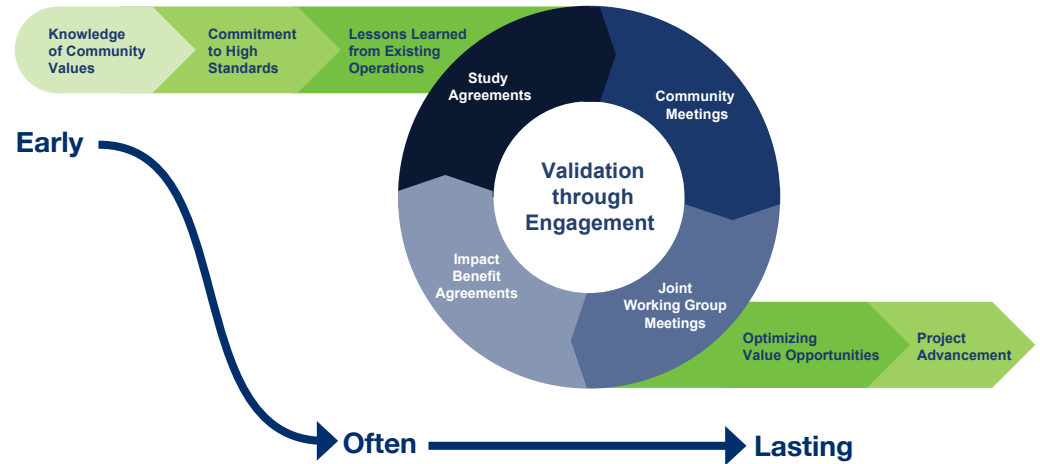 Knowledge
of Community
Values
Commitment
to High
Standards
Lessons Learned
from Existing
Operations
Study
Agreements
Community
Meetings
Early
Validation
through
Engagement
Impact
Benefit
Agreements
Joint
Working Group
Meetings
Optimizing
Value Opportunities
Project
Advancement
Often
Lasting